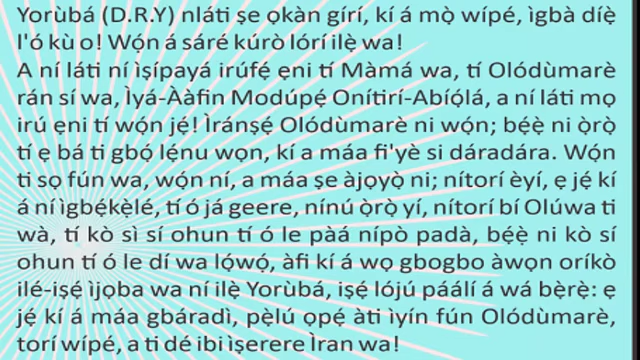 Yorùbá (D.R.Y) nláti ṣe ọkàn gírí, kí á mọ̀ wípé, ìgbà díẹ̀
l'ó kù o! Wọ́n á sáré kúrò lórí ilẹ̀ wa!
A ní láti ní ìṣípayá irúfẹ́ ẹni tí Màmá wa, tí Olódùmarè
rán sí wa, Ìyá-Ààfin Modúpẹ́ Onítirí-Abíọ́lá, a ní láti mọ
irú ẹni tí wọ́n jẹ́! Ìránṣẹ́ Olódùmarè ni wọ́n; bẹ́ẹ̀ ni ọ̀rọ̀
tí ẹ bá ti gbọ́ lẹ́nu wọn, kí a máa fi'yè si dáradára. Wọ́n
ti sọ fún wa, wọ́n ní, a máa ṣe àjọyọ̀ ni; nítorí èyí, ẹ jẹ́ kí
á ní ìgbẹ́kẹ̀lé, tí ó já geere, nínú ọ̀rọ̀ yí, nítorí bí Olúwa ti
wà, tí kò sì sí ohun tí ó le pàá nípò padà, bẹ́ẹ̀ ni kò sí
ohun tí ó le dí wa lọ́wọ́, àfi kí á wọ gbogbo àwọn oríkò
ilé-iṣẹ́ ìjọba wa ní ilẹ̀ Yorùbá, iṣẹ́ lójú páálí á wá bẹ̀rẹ̀: ẹ
jẹ́ kí á máa gbáradì, pẹ̀lú ọpẹ́ àti ìyín fún Olódùmarè,
torí wípé, a ti dé ibi ìṣerere Ìran wa!